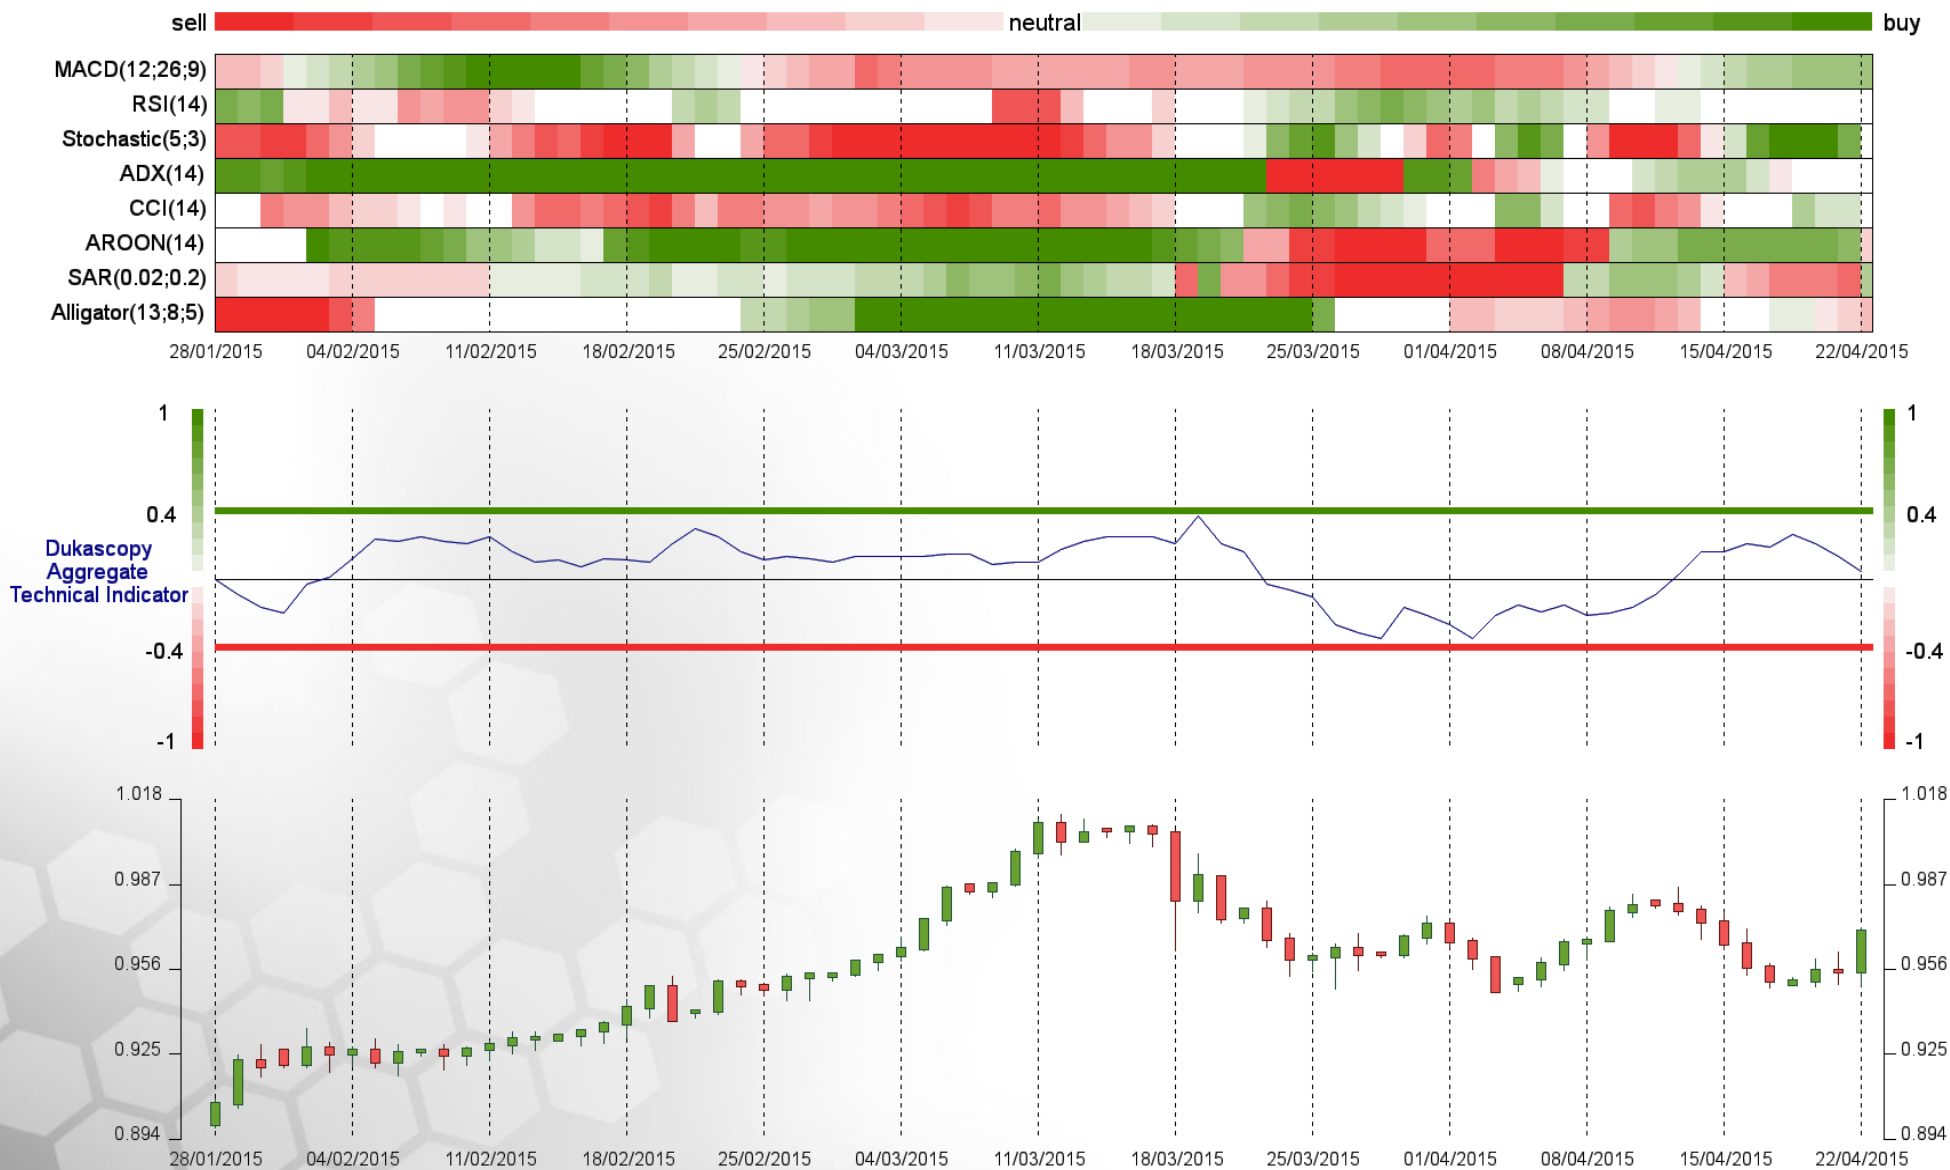 sell neutral buy
MACD(12;26;9)
RSI(14)
Stochastic(5;3)
ADX(14)
CCI(14)
AROON(14)
SAR(0.02;0.2)
Alligator(13;8;5)
28/01/2015 04/02/2015 11/02/2015 18/02/2015 25/02/2015 04/03/2015 11/03/2015 18/03/2015 25/03/2015 01/04/2015 08/04/2015 15/04/2015 22/04/2015
1 1
0.4 0.4
Dukascopy
Aggregate
Technical Indicator
-0.4 -0.4
-1 -1
1.018 1.018
0.987 0.987
0.956 0.956
0.925 0.925
0.894 0.894
28/01/2015 04/02/2015 11/02/2015 18/02/2015 25/02/2015 04/03/2015 11/03/2015 18/03/2015 25/03/2015 01/04/2015 08/04/2015 15/04/2015 22/04/2015